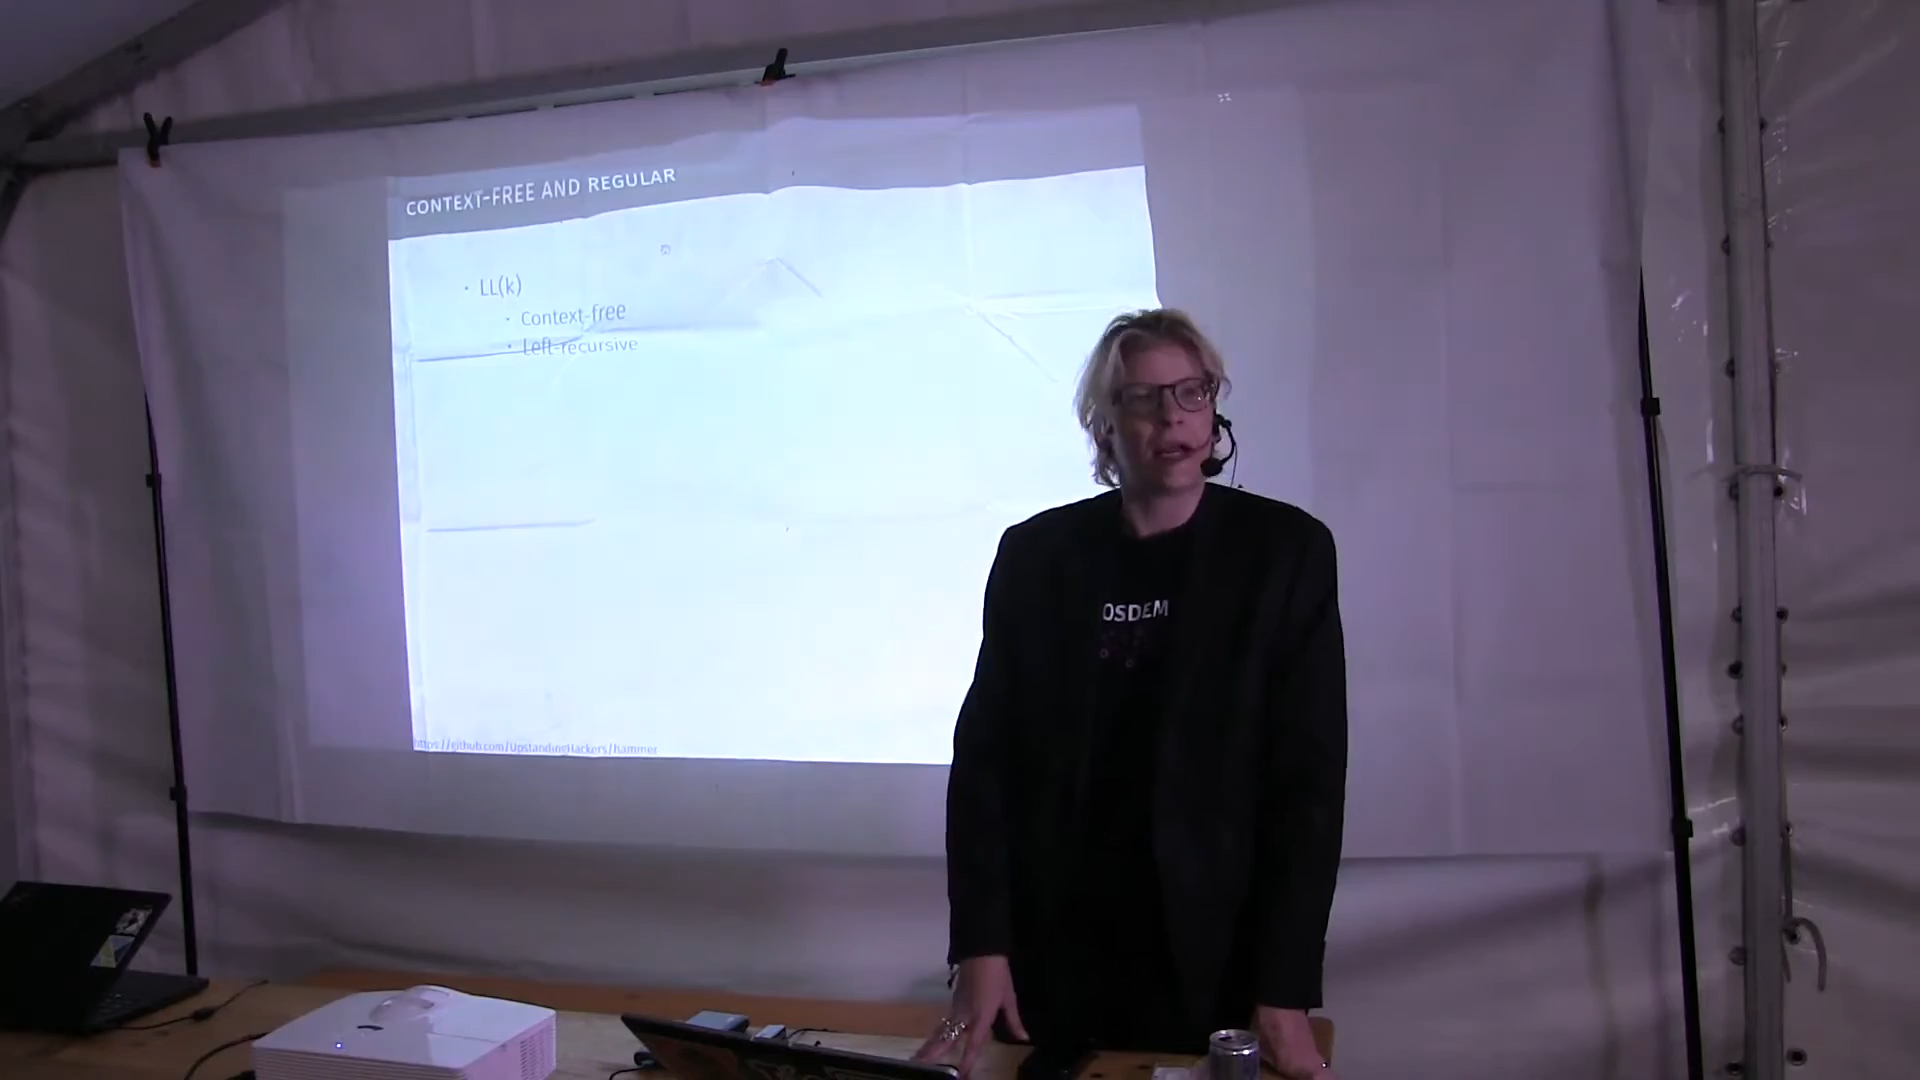 CONTEXT-FREE AND REGULAR
· LL(k)
· Context-free
· Left-recursive
https://github.com/UpstandingHackers/hammer
OSDEM